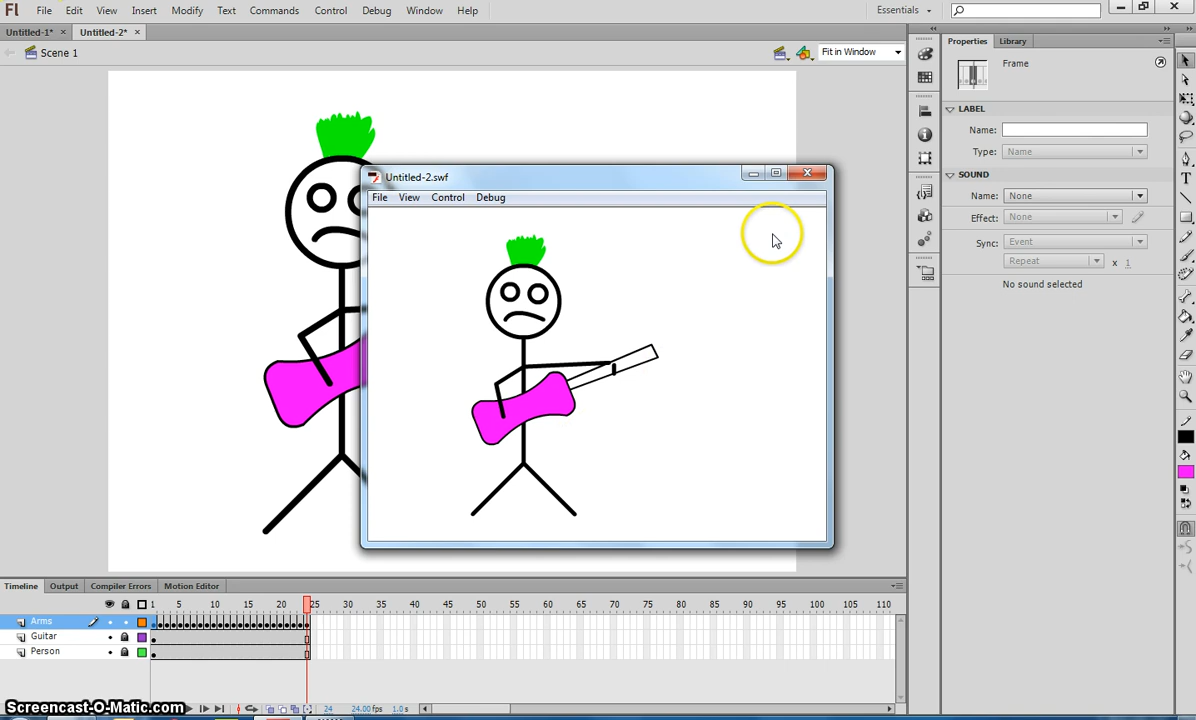 Fl File Edit View Insert Modify Text Commands Control Debug Window Help Essentials
Untitled-1* × Untitled-2* ×
Scene 1 Fit in Window
Properties Library
Frame
LABEL
Name:
Type: Name
SOUND
Name: None
Effect: None
Sync: Event
Repeat x 1
No sound selected
Untitled-2.swf
File View Control Debug
Timeline Output Compiler Errors Motion Editor
1 5 10 15 20 25 30 35 40 45 50 55 60 65 70 75 80 85 90 95 100 105 110
Arms
Guitar
Person
24 24.00 fps 1.0 s
Screencast-O-Matic.com